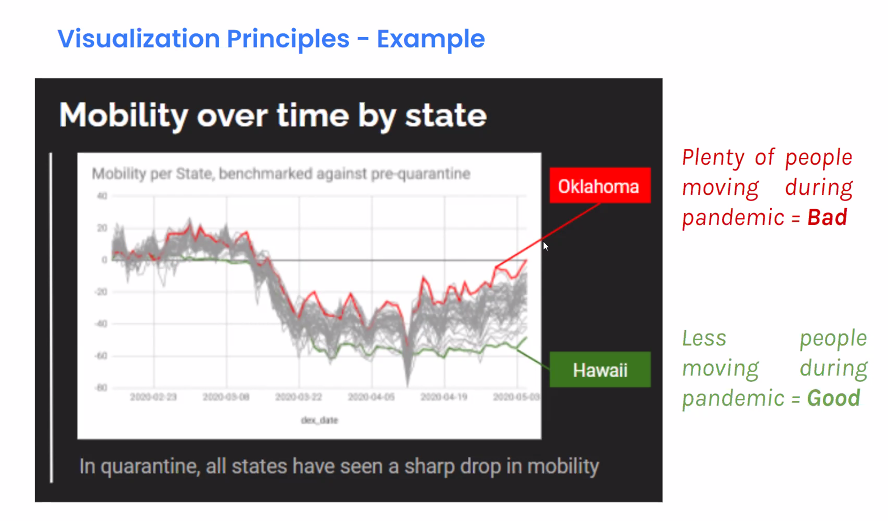 Visualization Principles - Example
Mobility over time by state
Mobility per State, benchmarked against pre-quarantine
40
20
0
-20
-40
-60
-80
2020-02-23 2020-03-08 2020-03-22 2020-04-05 2020-04-19 2020-05-03
dex_date
Oklahoma
Hawaii
In quarantine, all states have seen a sharp drop in mobility
Plenty of people
moving during
pandemic = Bad
Less people
moving during
pandemic = Good